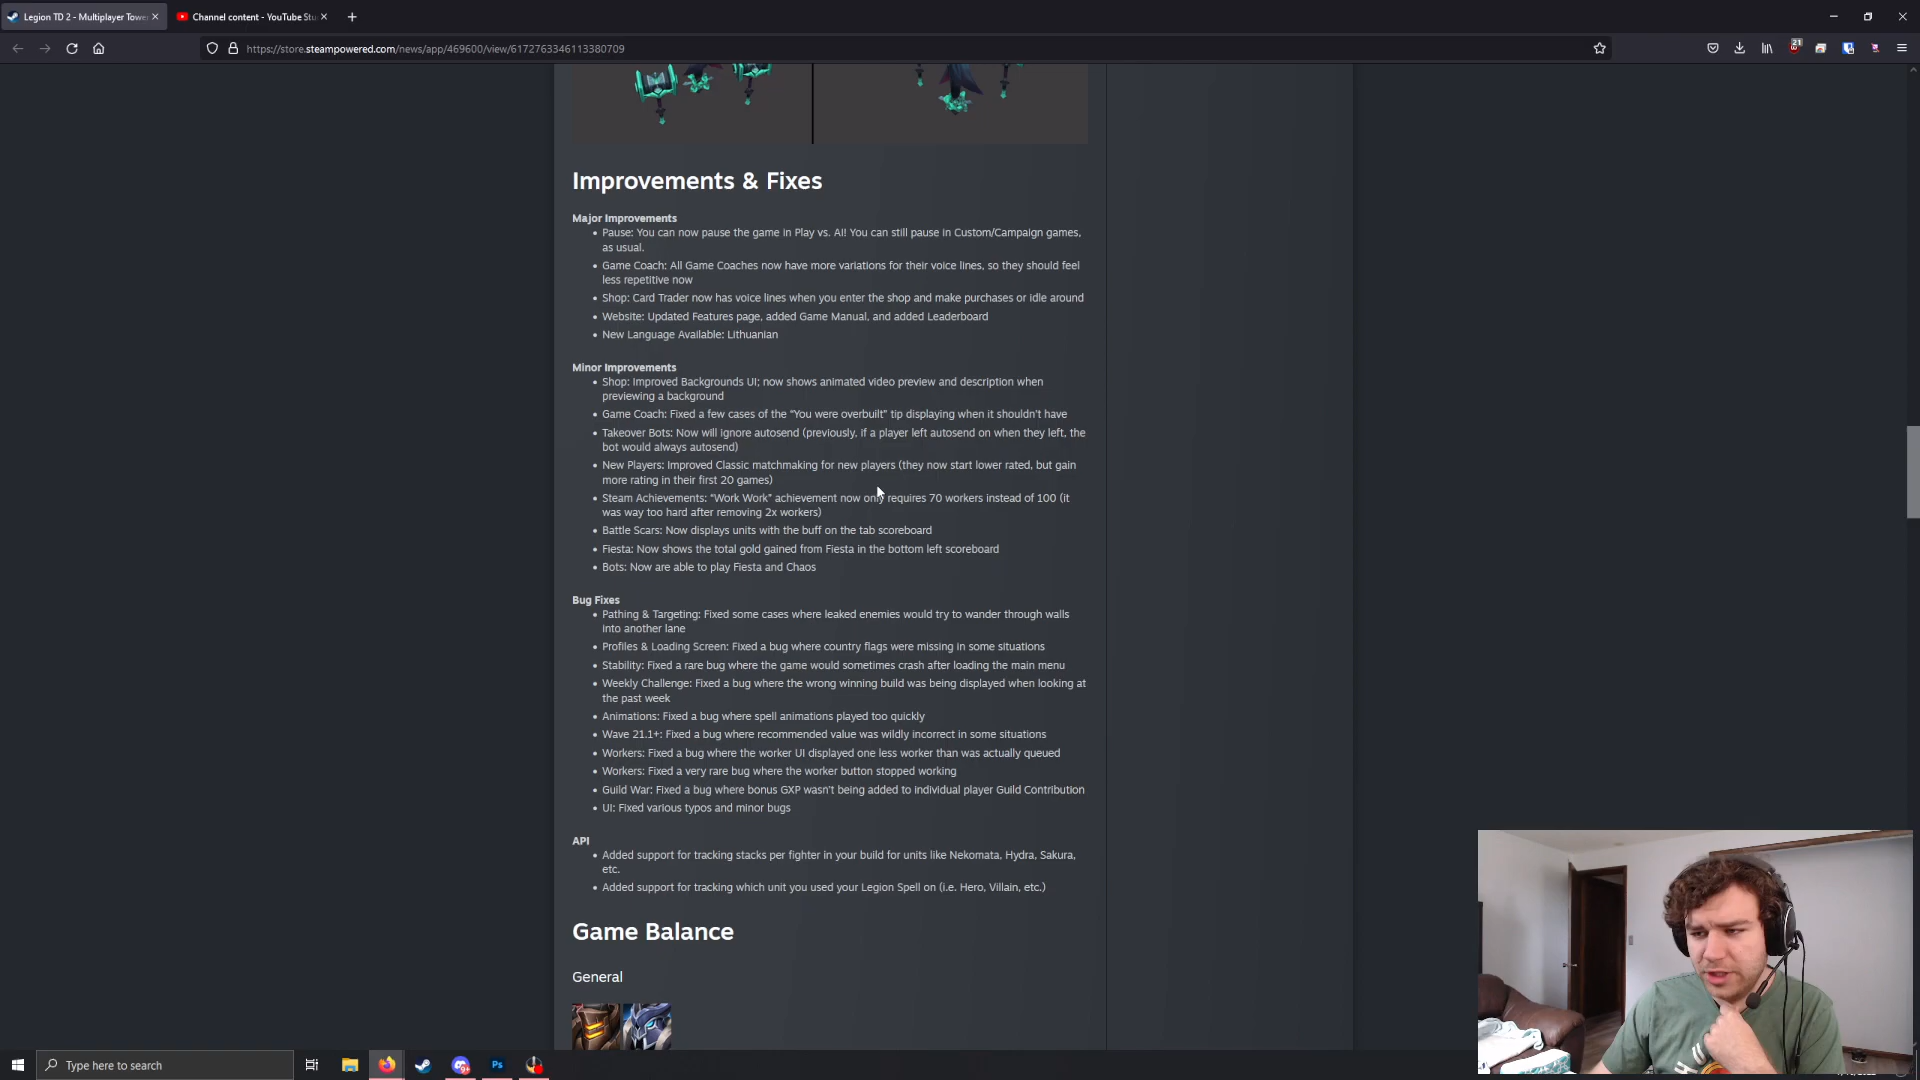 Legion TD 2 - Multiplayer Towe
Channel content - YouTube Stu
https://store.steampowered.com/news/app/469600/view/6172763346113380709
21
Improvements & Fixes
Major Improvements
• Pause: You can now pause the game in Play vs. AI! You can still pause in Custom/Campaign games,
as usual.
• Game Coach: All Game Coaches now have more variations for their voice lines, so they should feel
less repetitive now
• Shop: Card Trader now has voice lines when you enter the shop and make purchases or idle around
• Website: Updated Features page, added Game Manual, and added Leaderboard
• New Language Available: Lithuanian
Minor Improvements
• Shop: Improved Backgrounds UI; now shows animated video preview and description when
previewing a background
• Game Coach: Fixed a few cases of the “You were overbuilt” tip displaying when it shouldn't have
• Takeover Bots: Now will ignore autosend (previously, if a player left autosend on when they left, the
bot would always autosend)
• New Players: Improved Classic matchmaking for new players (they now start lower rated, but gain
more rating in their first 20 games)
• Steam Achievements: “Work Work” achievement now only requires 70 workers instead of 100 (it
was way too hard after removing 2x workers)
• Battle Scars: Now displays units with the buff on the tab scoreboard
• Fiesta: Now shows the total gold gained from Fiesta in the bottom left scoreboard
• Bots: Now are able to play Fiesta and Chaos
Bug Fixes
• Pathing & Targeting: Fixed some cases where leaked enemies would try to wander through walls
into another lane
• Profiles & Loading Screen: Fixed a bug where country flags were missing in some situations
• Stability: Fixed a rare bug where the game would sometimes crash after loading the main menu
• Weekly Challenge: Fixed a bug where the wrong winning build was being displayed when looking at
the past week
• Animations: Fixed a bug where spell animations played too quickly
• Wave 21.1+: Fixed a bug where recommended value was wildly incorrect in some situations
• Workers: Fixed a bug where the worker UI displayed one less worker than was actually queued
• Workers: Fixed a very rare bug where the worker button stopped working
• Guild War: Fixed a bug where bonus GXP wasn't being added to individual player Guild Contribution
• UI: Fixed various typos and minor bugs
API
• Added support for tracking stacks per fighter in your build for units like Nekomata, Hydra, Sakura,
etc.
• Added support for tracking which unit you used your Legion Spell on (i.e. Hero, Villain, etc.)
Game Balance
General
Type here to search
Ps